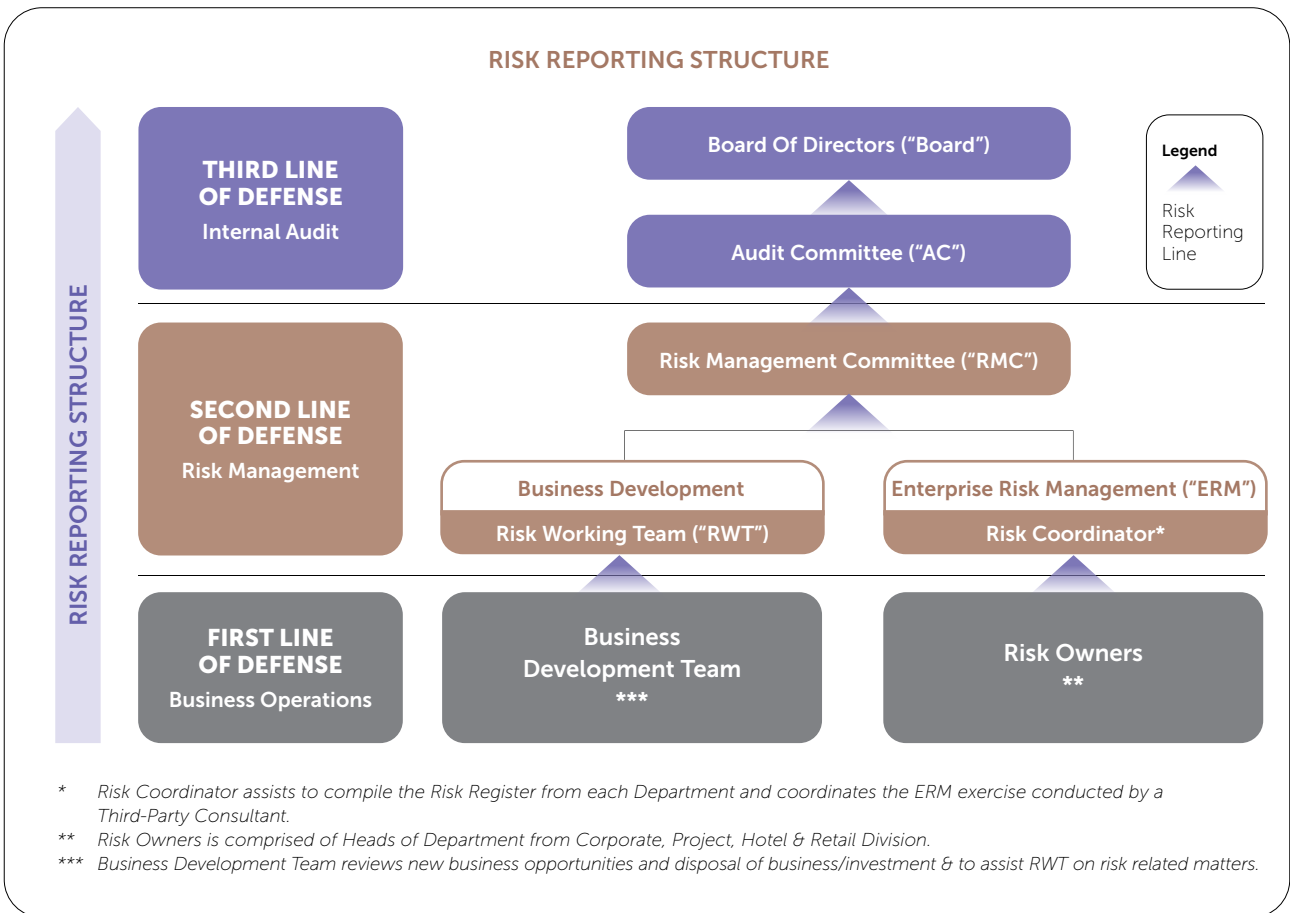 RISK REPORTING STRUCTURE
RISK REPORTING STRUCTURE
THIRD LINE
OF DEFENSE
Internal Audit
Board Of Directors (“Board”)
Audit Committee (“AC”)
Legend
Risk
Reporting
Line
SECOND LINE
OF DEFENSE
Risk Management
Risk Management Committee (“RMC”)
Business Development
Risk Working Team (“RWT”)
Enterprise Risk Management (“ERM”)
Risk Coordinator*
FIRST LINE
OF DEFENSE
Business Operations
Business
Development Team
***
Risk Owners
**
* Risk Coordinator assists to compile the Risk Register from each Department and coordinates the ERM exercise conducted by a
Third-Party Consultant.
** Risk Owners is comprised of Heads of Department from Corporate, Project, Hotel & Retail Division.
*** Business Development Team reviews new business opportunities and disposal of business/investment & to assist RWT on risk related matters.